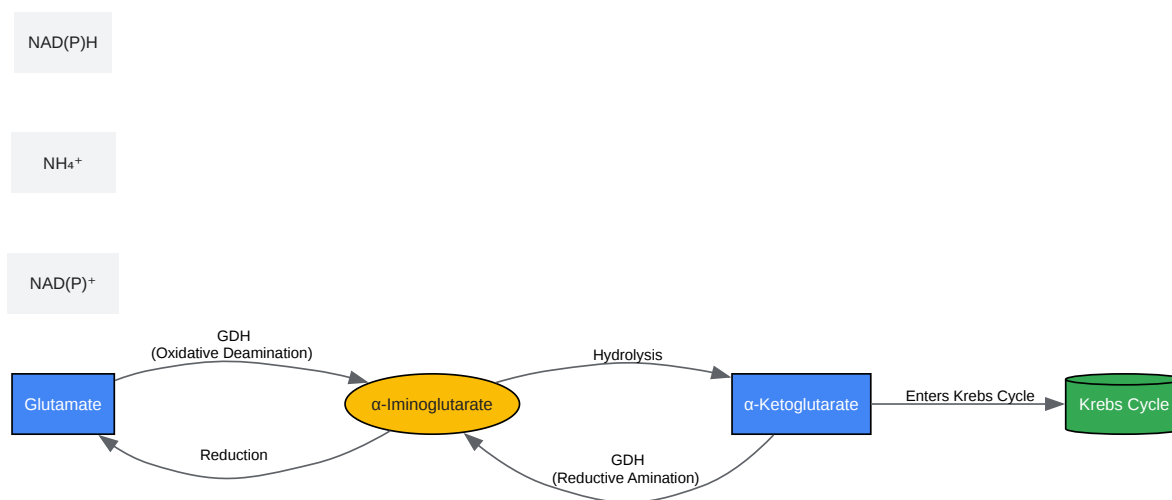 NAD(P)H
NH₄⁺
NAD(P)⁺
GDH
(Oxidative Deamination)
Hydrolysis
Glutamate
α-Iminoglutarate
α-Ketoglutarate
Enters Krebs Cycle
Krebs Cycle
Reduction
GDH
(Reductive Amination)